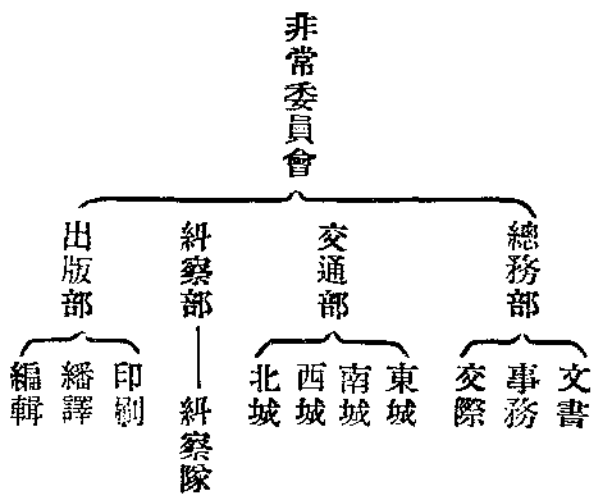 非常委員會
總務部
交通部
糾察部
出版部
文書
事務
交際
東城
南城
西城
北城
糾察隊
印刷
繙譯
編輯